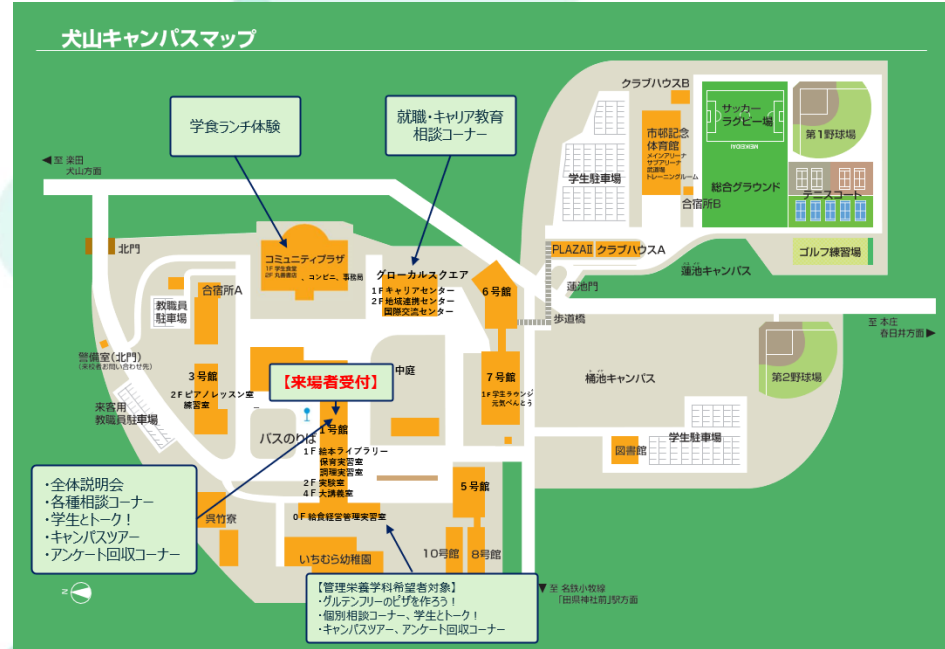 犬山キャンパスマップ
学食ランチ体験
就職・キャリア教育
相談コーナー
◀至 楽田
犬山方面
クラブハウスB
サッカー
ラグビー場
第1野球場
市邨記念
体育館
メインアリーナ
サブアリーナ
武道場
トレーニングルーム
学生駐車場
MEIKEIDAI
総合グラウンド
テニスコート
合宿所B
北門
コミュニティプラザ
1F 学生食堂
2F 丸善書店
、コンビニ、事務局
PLAZAⅡ
クラブハウスA
ゴルフ練習場
蓮池キャンパス
グローカルスクエア
1Fキャリアセンター
2F地域連携センター
国際交流センター
合宿所A
教職員
駐車場
6号館
蓮池門
歩道橋
至 本庄
春日井方面▶
警備室(北門)
(来校者お問い合わせ先)
3号館
2Fピアノレッスン室
練習室
【来場者受付】
中庭
7号館
1F 学生ラウンジ
元気べんとう
桶池キャンパス
第2野球場
来客用
教職員駐車場
バスのりば
1号館
1F 絵本ライブラリー
保育実習室
調理実習室
2F 実験室
4F 大講義室
図書館
学生駐車場
・全体説明会
・各種相談コーナー
・学生とトーク!
・キャンパスツアー
・アンケート回収コーナー
5号館
呉竹寮
0F 給食経営管理実習室
いちむら幼稚園
10号館
8号館
【管理栄養学科希望者対象】
・グルテンフリーのピザを作ろう!
・個別相談コーナー、学生とトーク!
・キャンパスツアー、アンケート回収コーナー
▼至 名鉄小牧線
「田県神社前」駅方面
N